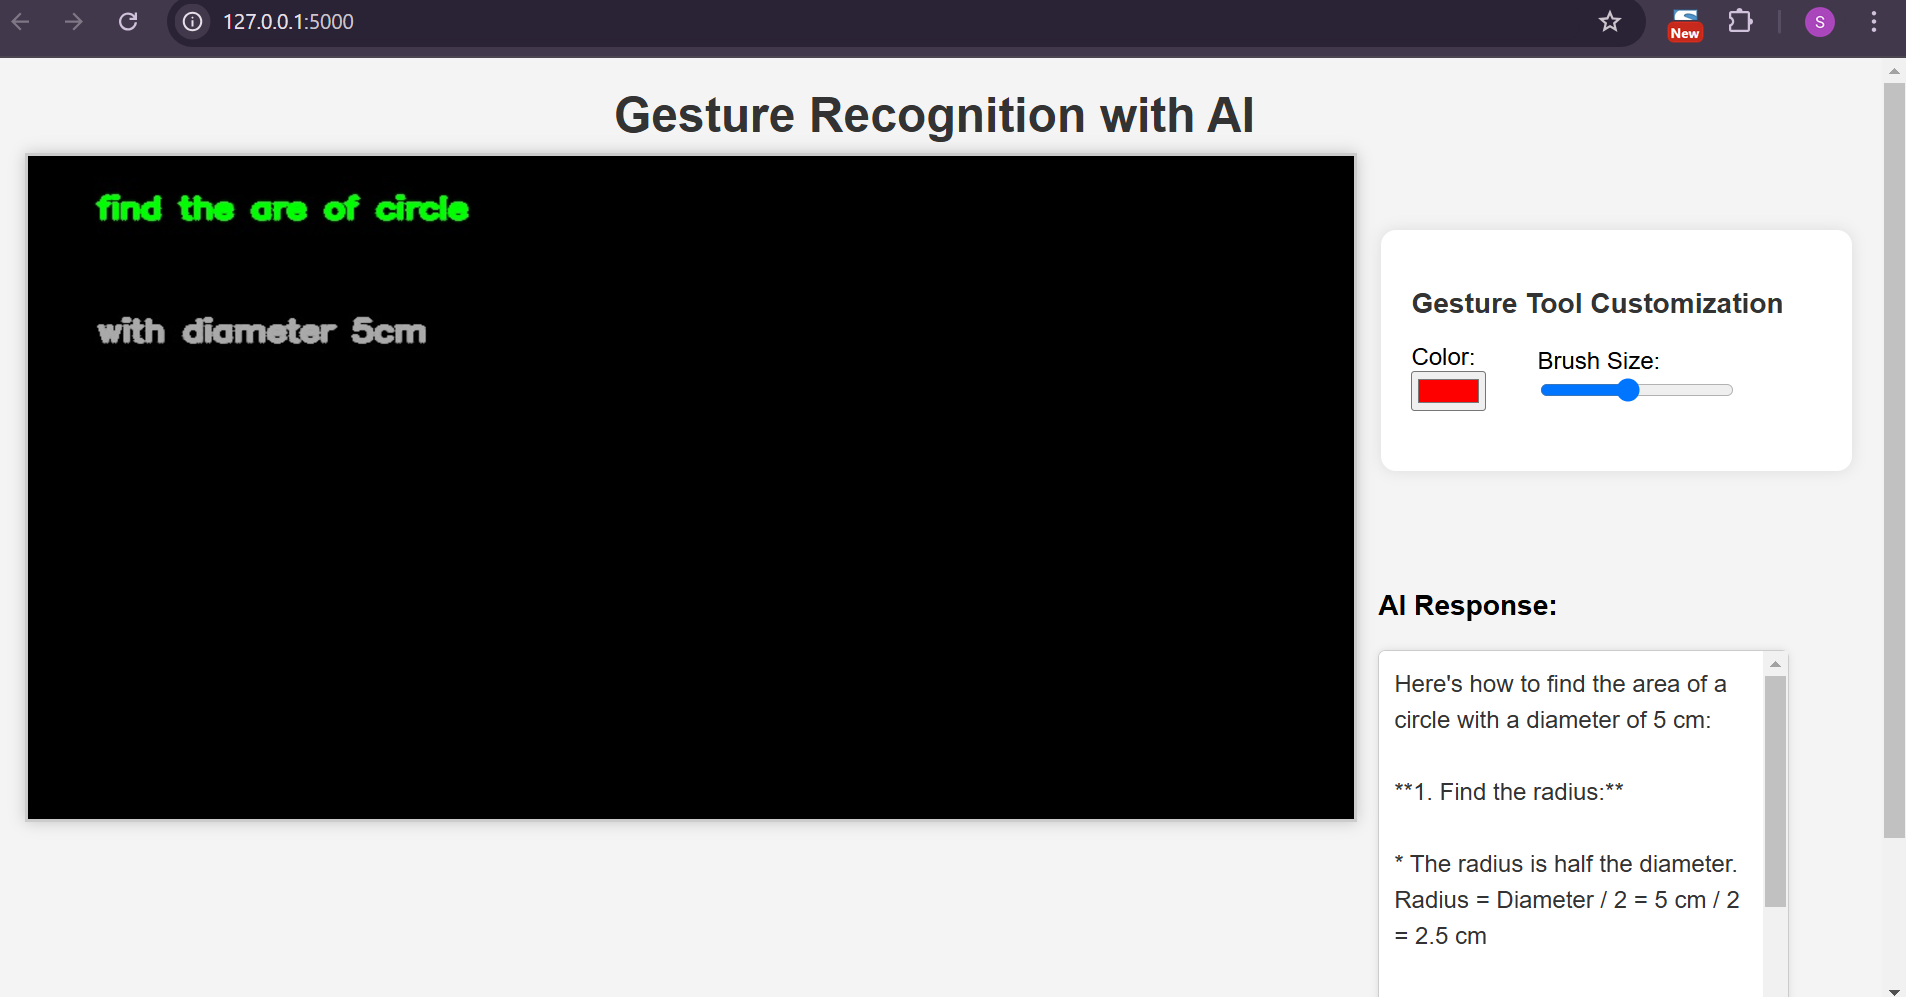 127.0.0.1:5000
New
S
Gesture Recognition with AI
find the are of circle
with diameter 5cm
Gesture Tool Customization
Color:
Brush Size:
AI Response:
Here's how to find the area of a
circle with a diameter of 5 cm:
**1. Find the radius:**
* The radius is half the diameter.
Radius = Diameter / 2 = 5 cm / 2
= 2.5 cm